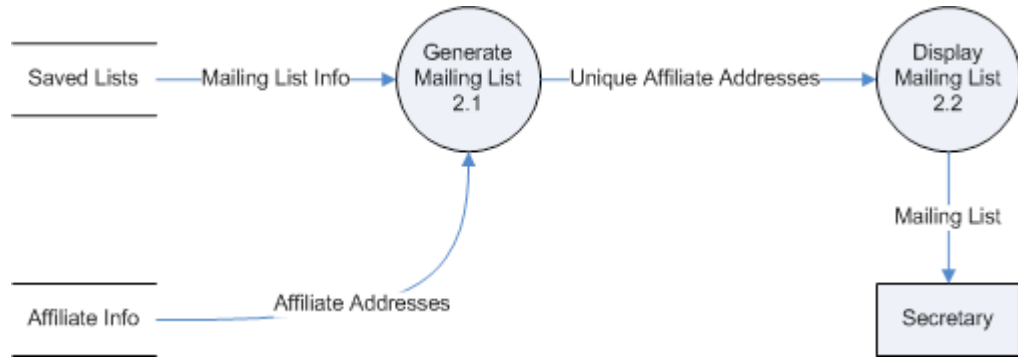 Saved Lists
Mailing List Info
Generate
Mailing List
2.1
Unique Affiliate Addresses
Display
Mailing List
2.2
Mailing List
Affiliate Info
Affiliate Addresses
Secretary